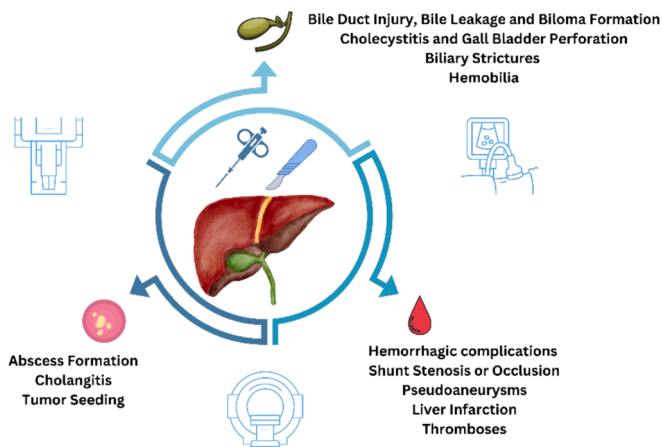 Bile Duct Injury, Bile Leakage and Biloma Formation
Cholecystitis and Gall Bladder Perforation
Biliary Strictures
Hemobilia
Abscess Formation
Cholangitis
Tumor Seeding
Hemorrhagic complications
Shunt Stenosis or Occlusion
Pseudoaneurysms
Liver Infarction
Thromboses